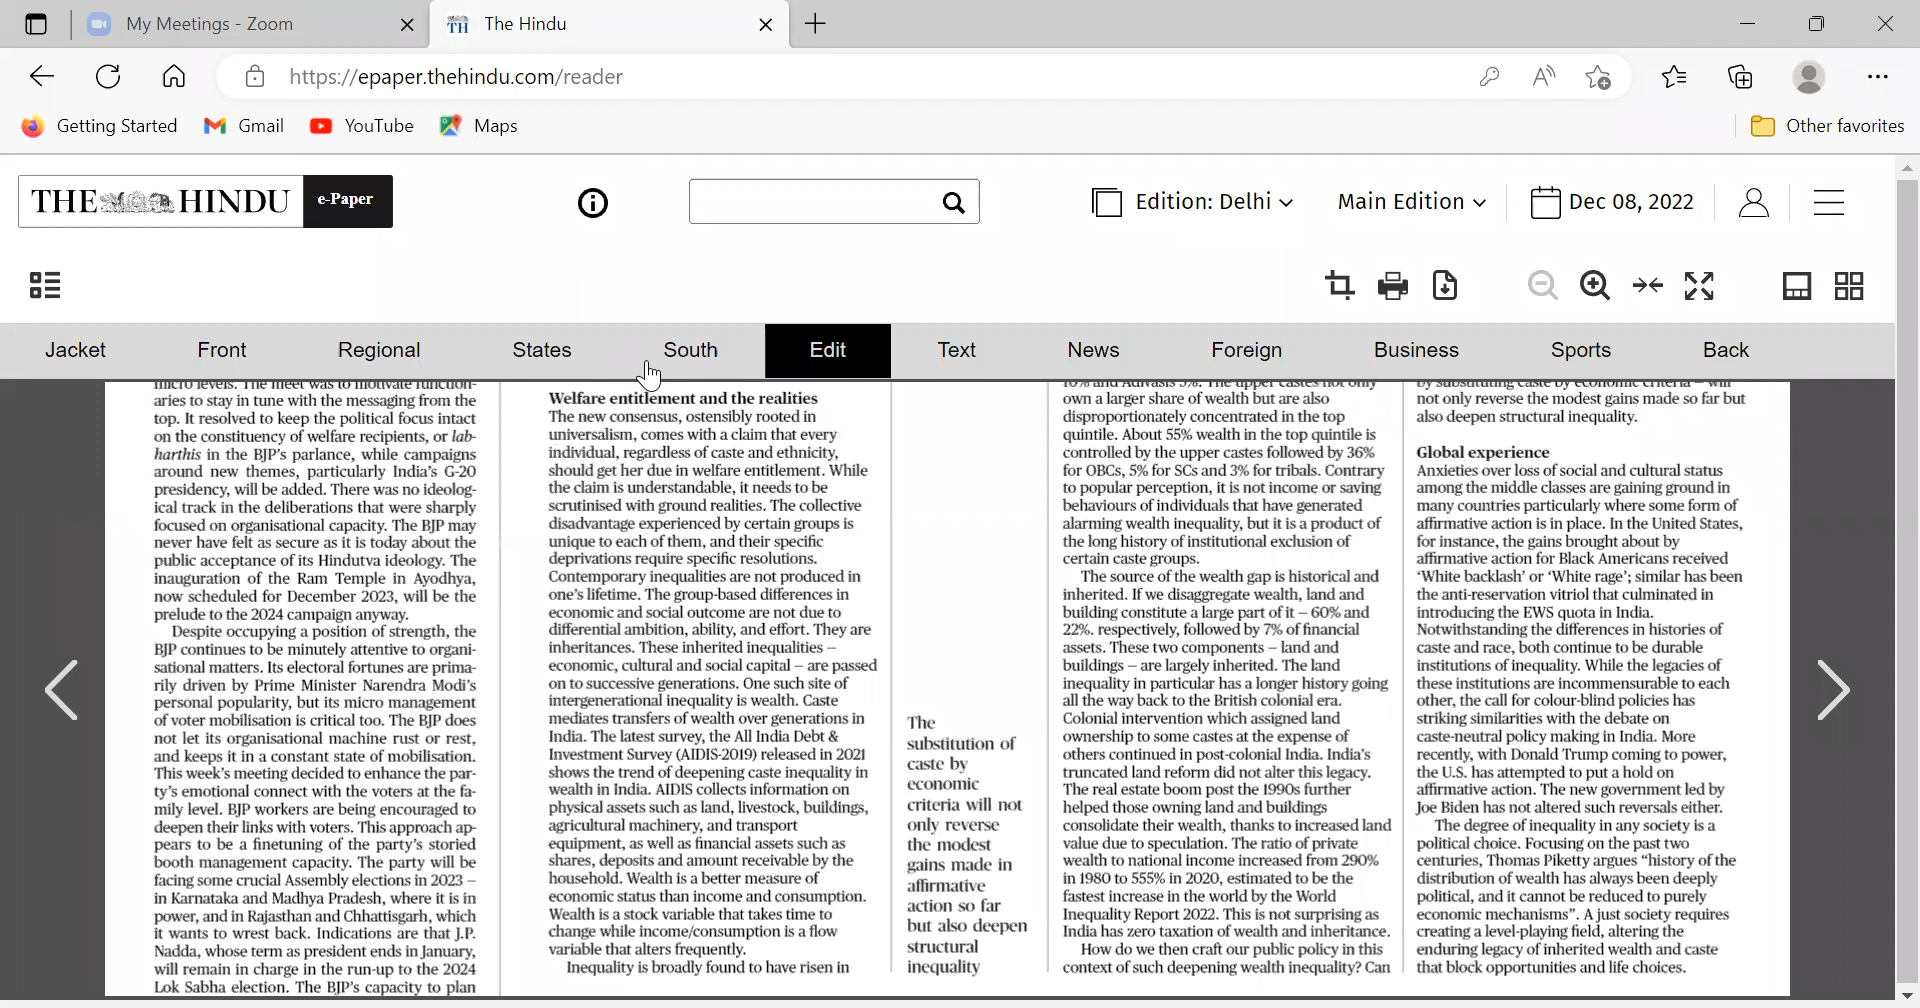 My Meetings - Zoom
TH The Hindu
https://epaper.thehindu.com/reader
Getting Started
Gmail
YouTube
Maps
Other favorites
THE HINDU e-Paper
Edition: Delhi
Main Edition
Dec 08, 2022
Jacket
Front
Regional
States
South
Edit
Text
News
Foreign
Business
Sports
Back
micro levels. The meet was to motivate function-
aries to stay in tune with the messaging from the
top. It resolved to keep the political focus intact
on the constituency of welfare recipients, or lab-
harthis in the BJP's parlance, while campaigns
around new themes, particularly India's G-20
presidency, will be added. There was no ideolog-
ical track in the deliberations that were sharply
focused on organisational capacity. The BJP may
never have felt as secure as it is today about the
public acceptance of its Hindutva ideology. The
inauguration of the Ram Temple in Ayodhya,
now scheduled for December 2023, will be the
prelude to the 2024 campaign anyway.
Despite occupying a position of strength, the
BJP continues to be minutely attentive to organi-
sational matters. Its electoral fortunes are prima-
rily driven by Prime Minister Narendra Modi's
personal popularity, but its micro management
of voter mobilisation is critical too. The BJP does
not let its organisational machine rust or rest,
and keeps it in a constant state of mobilisation.
This week's meeting decided to enhance the par-
ty's emotional connect with the voters at the fa-
mily level. BJP workers are being encouraged to
deepen their links with voters. This approach ap-
pears to be a finetuning of the party's storied
booth management capacity. The party will be
facing some crucial Assembly elections in 2023 –
in Karnataka and Madhya Pradesh, where it is in
power, and in Rajasthan and Chhattisgarh, which
it wants to wrest back. Indications are that J.P.
Nadda, whose term as president ends in January,
will remain in charge in the run-up to the 2024
Lok Sabha election. The BJP's capacity to plan
Welfare entitlement and the realities
The new consensus, ostensibly rooted in
universalism, comes with a claim that every
individual, regardless of caste and ethnicity,
should get her due in welfare entitlement. While
the claim is understandable, it needs to be
scrutinised with ground realities. The collective
disadvantage experienced by certain groups is
unique to each of them, and their specific
deprivations require specific resolutions.
Contemporary inequalities are not produced in
one's lifetime. The group-based differences in
economic and social outcome are not due to
differential ambition, ability, and effort. They are
inheritances. These inherited inequalities –
economic, cultural and social capital – are passed
on to successive generations. One such site of
intergenerational inequality is wealth. Caste
mediates transfers of wealth over generations in
India. The latest survey, the All India Debt &
Investment Survey (AIDIS-2019) released in 2021
shows the trend of deepening caste inequality in
wealth in India. AIDIS collects information on
physical assets such as land, livestock, buildings,
agricultural machinery, and transport
equipment, as well as financial assets such as
shares, deposits and amount receivable by the
household. Wealth is a better measure of
economic status than income and consumption.
Wealth is a stock variable that takes time to
change while income/consumption is a flow
variable that alters frequently.
Inequality is broadly found to have risen in
The
substitution of
caste by
economic
criteria will not
only reverse
the modest
gains made in
affirmative
action so far
but also deepen
structural
inequality
10% and Adivasis 5%. The upper castes not only
own a larger share of wealth but are also
disproportionately concentrated in the top
quintile. About 55% wealth in the top quintile is
controlled by the upper castes followed by 36%
for OBCs, 5% for SCs and 3% for tribals. Contrary
to popular perception, it is not income or saving
behaviours of individuals that have generated
alarming wealth inequality, but it is a product of
the long history of institutional exclusion of
certain caste groups.
The source of the wealth gap is historical and
inherited. If we disaggregate wealth, land and
building constitute a large part of it – 60% and
22%. respectively, followed by 7% of financial
assets. These two components – land and
buildings – are largely inherited. The land
inequality in particular has a longer history going
all the way back to the British colonial era.
Colonial intervention which assigned land
ownership to some castes at the expense of
others continued in post-colonial India. India's
truncated land reform did not alter this legacy.
The real estate boom post the 1990s further
helped those owning land and buildings
consolidate their wealth, thanks to increased land
value due to speculation. The ratio of private
wealth to national income increased from 290%
in 1980 to 555% in 2020, estimated to be the
fastest increase in the world by the World
Inequality Report 2022. This is not surprising as
India has zero taxation of wealth and inheritance.
How do we then craft our public policy in this
context of such deepening wealth inequality? Can
by substituting caste by economic criteria – will
not only reverse the modest gains made so far but
also deepen structural inequality.
Global experience
Anxieties over loss of social and cultural status
among the middle classes are gaining ground in
many countries particularly where some form of
affirmative action is in place. In the United States,
for instance, the gains brought about by
affirmative action for Black Americans received
'White backlash' or 'White rage'; similar has been
the anti-reservation vitriol that culminated in
introducing the EWS quota in India.
Notwithstanding the differences in histories of
caste and race, both continue to be durable
institutions of inequality. While the legacies of
these institutions are incommensurable to each
other, the call for colour-blind policies has
striking similarities with the debate on
caste-neutral policy making in India. More
recently, with Donald Trump coming to power,
the U.S. has attempted to put a hold on
affirmative action. The new government led by
Joe Biden has not altered such reversals either.
The degree of inequality in any society is a
political choice. Focusing on the past two
centuries, Thomas Piketty argues "history of the
distribution of wealth has always been deeply
political, and it cannot be reduced to purely
economic mechanisms". A just society requires
creating a level-playing field, altering the
enduring legacy of inherited wealth and caste
that block opportunities and life choices.